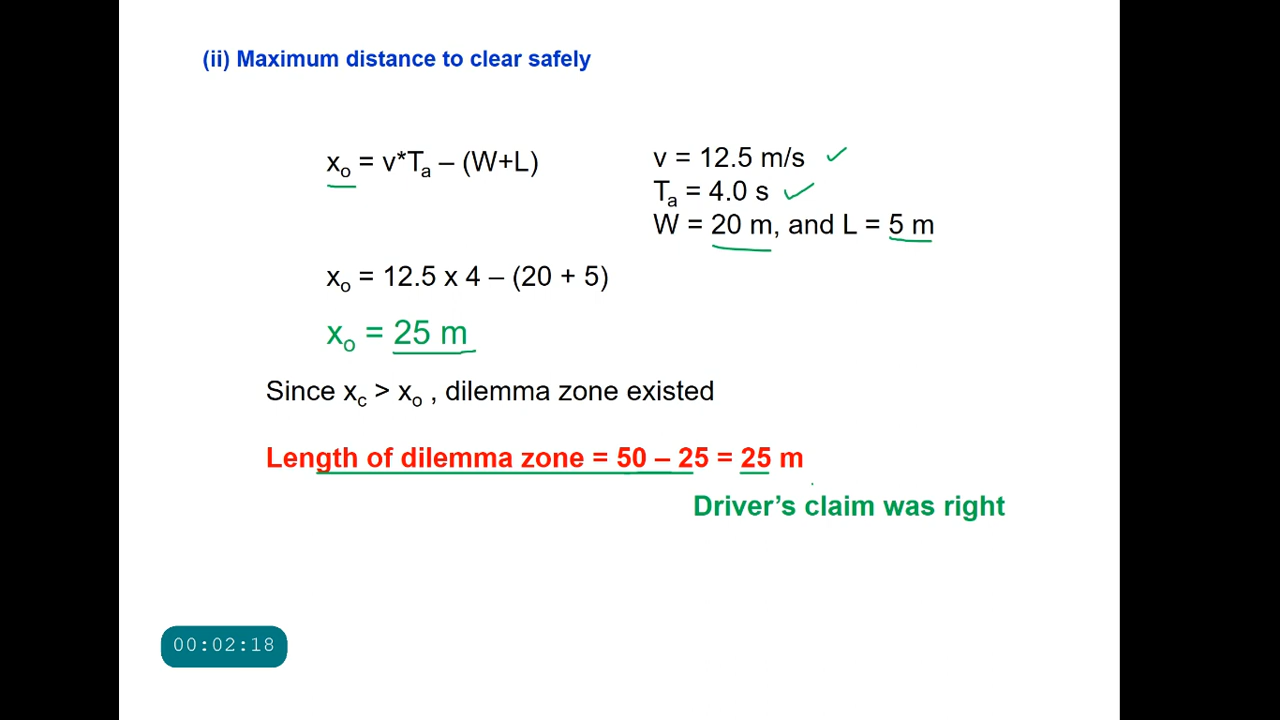 (ii) Maximum distance to clear safely
xₒ = v*Tₐ – (W+L)
v = 12.5 m/s
Tₐ = 4.0 s
W = 20 m, and L = 5 m
xₒ = 12.5 x 4 – (20 + 5)
xₒ = 25 m
Since x_c > xₒ , dilemma zone existed
Length of dilemma zone = 50 – 25 = 25 m
Driver’s claim was right
00:02:18